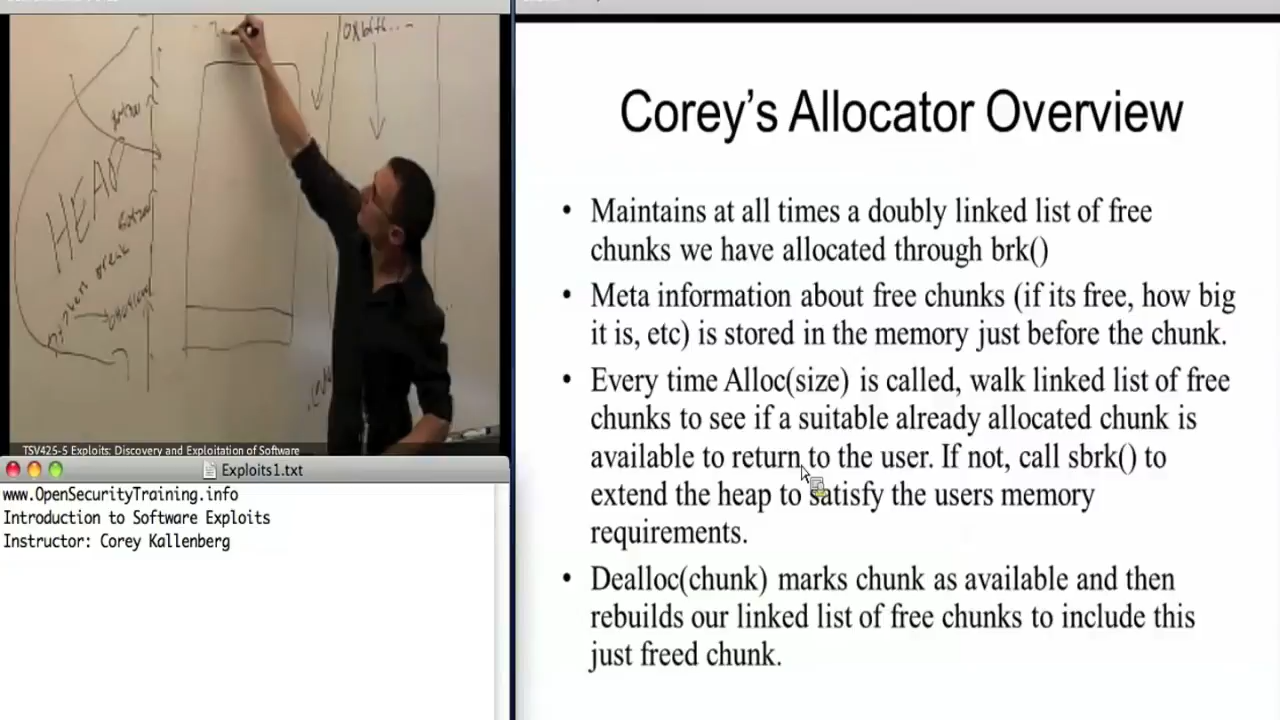 HEAP
break
0xbfff...
TSV425-5 Exploits: Discovery and Exploitation of Software
Exploits1.txt
www.OpenSecurityTraining.info
Introduction to Software Exploits
Instructor: Corey Kallenberg
Corey’s Allocator Overview
• Maintains at all times a doubly linked list of free
chunks we have allocated through brk()
• Meta information about free chunks (if its free, how big
it is, etc) is stored in the memory just before the chunk.
• Every time Alloc(size) is called, walk linked list of free
chunks to see if a suitable already allocated chunk is
available to return to the user. If not, call sbrk() to
extend the heap to satisfy the users memory
requirements.
• Dealloc(chunk) marks chunk as available and then
rebuilds our linked list of free chunks to include this
just freed chunk.